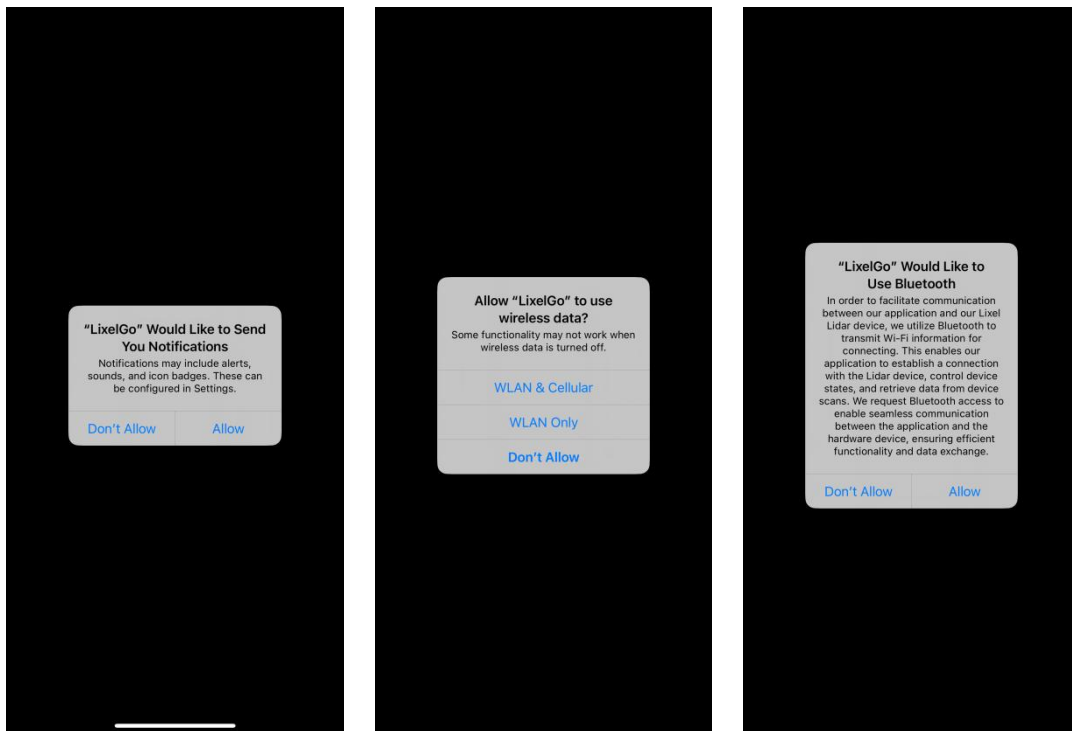 “LixelGo” Would Like to Send
You Notifications
Notifications may include alerts,
sounds, and icon badges. These can
be configured in Settings.
Don’t Allow
Allow
Allow “LixelGo” to use
wireless data?
Some functionality may not work when
wireless data is turned off.
WLAN & Cellular
WLAN Only
Don’t Allow
“LixelGo” Would Like to
Use Bluetooth
In order to facilitate communication
between our application and our Lixel
Lidar device, we utilize Bluetooth to
transmit Wi-Fi information for
connecting. This enables our
application to establish a connection
with the Lidar device, control device
states, and retrieve data from device
scans. We request Bluetooth access to
enable seamless communication
between the application and the
hardware device, ensuring efficient
functionality and data exchange.
Don’t Allow
Allow